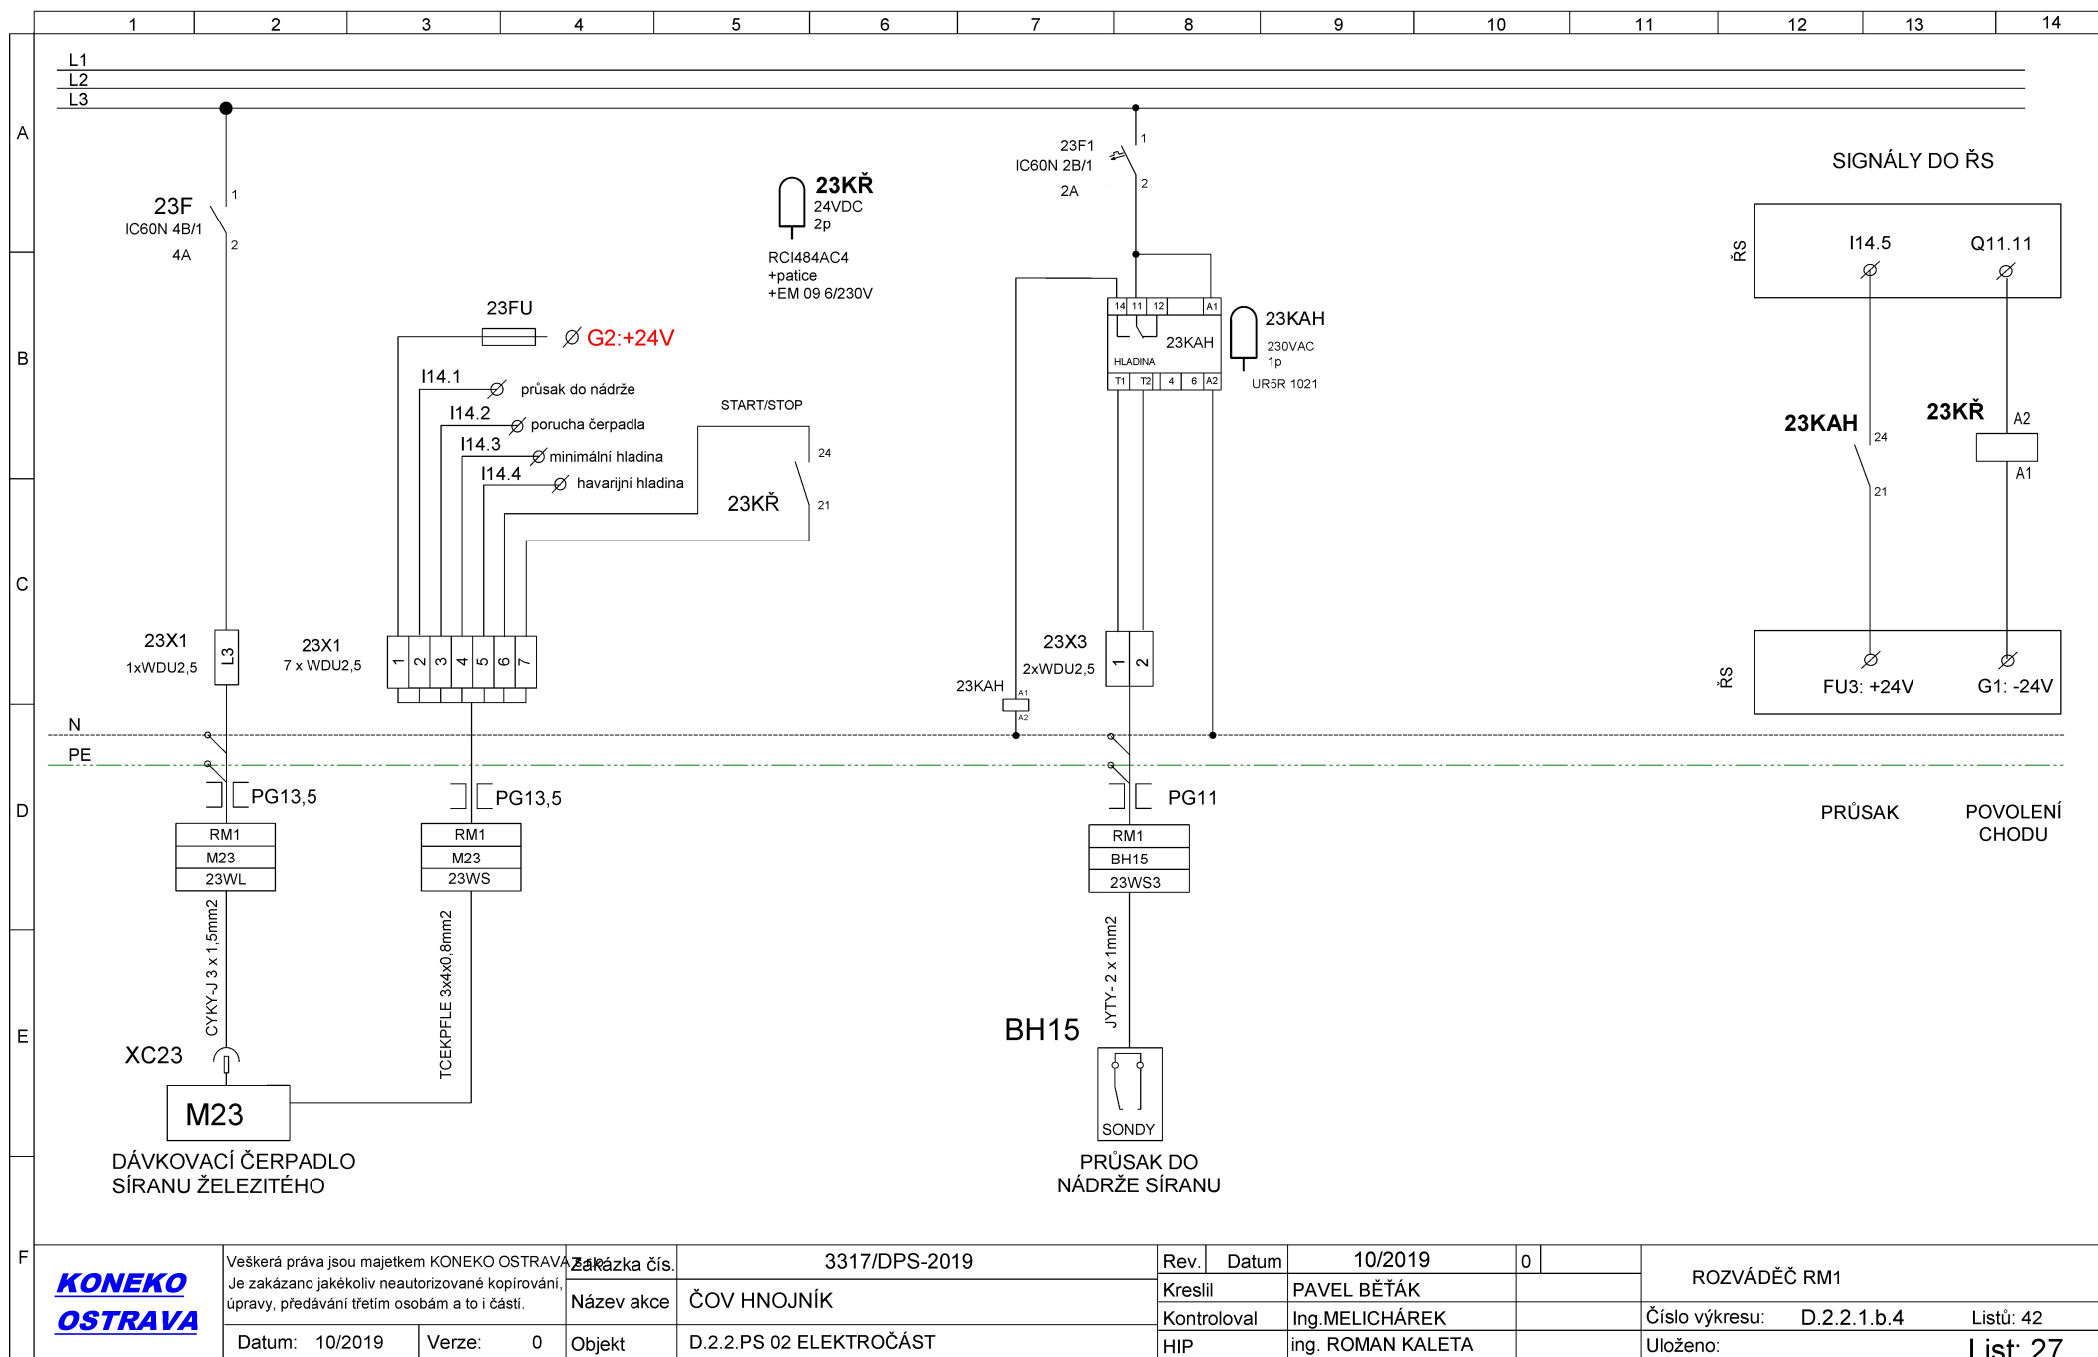 1 2 3 4 5 6 7 8 9 10 11 12 13 14
L1
L2
L3
A
B
C
D
E
F
23F
IC60N 4B/1
4A
1
2
23KŘ
24VDC
2p
RCI484AC4
+patice
+EM 09 6/230V
23FU
G2:+24V
I14.1
průsak do nádrže
I14.2
porucha čerpadla
I14.3
minimální hladina
I14.4
havarijní hladina
START/STOP
24
23KŘ
21
23F1
IC60N 2B/1
2A
1
2
14 11 12 A1
23KAH
HLADINA
T1 T2 4 6 A2
23KAH
230VAC
1p
UR5R 1021
SIGNÁLY DO ŘS
ŘS
I14.5
Q11.11
23KAH
24
21
23KŘ
A2
A1
ŘS
FU3: +24V
G1: -24V
23X1
1xWDU2,5
L3
23X1
7 x WDU2,5
1 2 3 4 5 6 7
23KAH
A1
A2
23X3
2xWDU2,5
1 2
N
PE
PG13,5
PG13,5
PG11
PRŮSAK
POVOLENÍ
CHODU
RM1
M23
23WL
RM1
M23
23WS
RM1
BH15
23WS3
CYKY-J 3 x 1,5mm2
TCEKPFLE 3x4x0,8mm2
JYTY- 2 x 1mm2
XC23
M23
DÁVKOVACÍ ČERPADLO
SÍRANU ŽELEZITÉHO
BH15
SONDY
PRŮSAK DO
NÁDRŽE SÍRANU
KONEKO
OSTRAVA
Veškerá práva jsou majetkem KONEKO OSTRAVA
Je zakázano jakékoliv neautorizované kopírování,
úpravy, předávání třetím osobám a to i částí.
Datum: 10/2019
Verze: 0
Zakázka čís.
3317/DPS-2019
Název akce
ČOV HNOJNÍK
Objekt
D.2.2.PS 02 ELEKTROČÁST
Rev. Datum 10/2019 0
Kreslil PAVEL BĚŤÁK
Kontroloval Ing.MELICHÁREK
HIP ing. ROMAN KALETA
ROZVÁDĚČ RM1
Číslo výkresu: D.2.2.1.b.4 Listů: 42
Uloženo:
List: 27